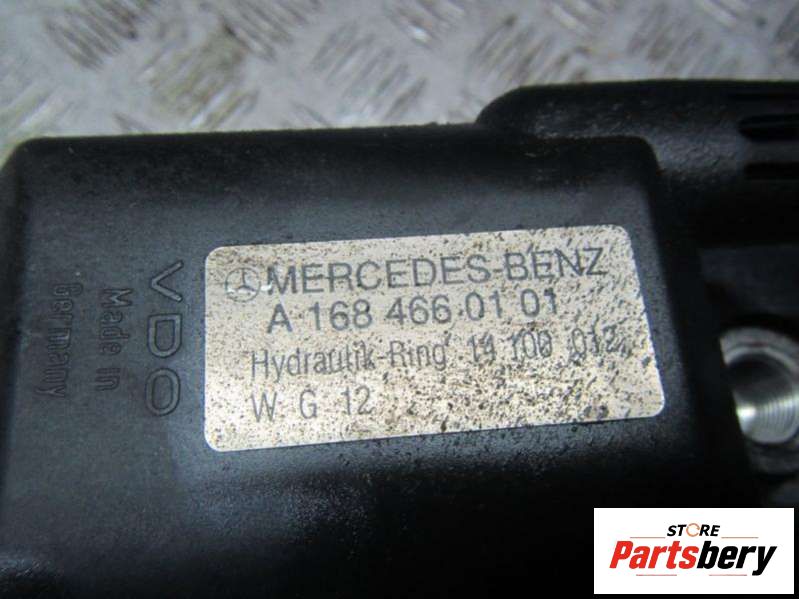 MERCEDES-BENZ
A 168 466 01 01
Hydraulik-Ring 14 100 012
W G 12
VDO
Made in
Germany
STORE
Partsbery